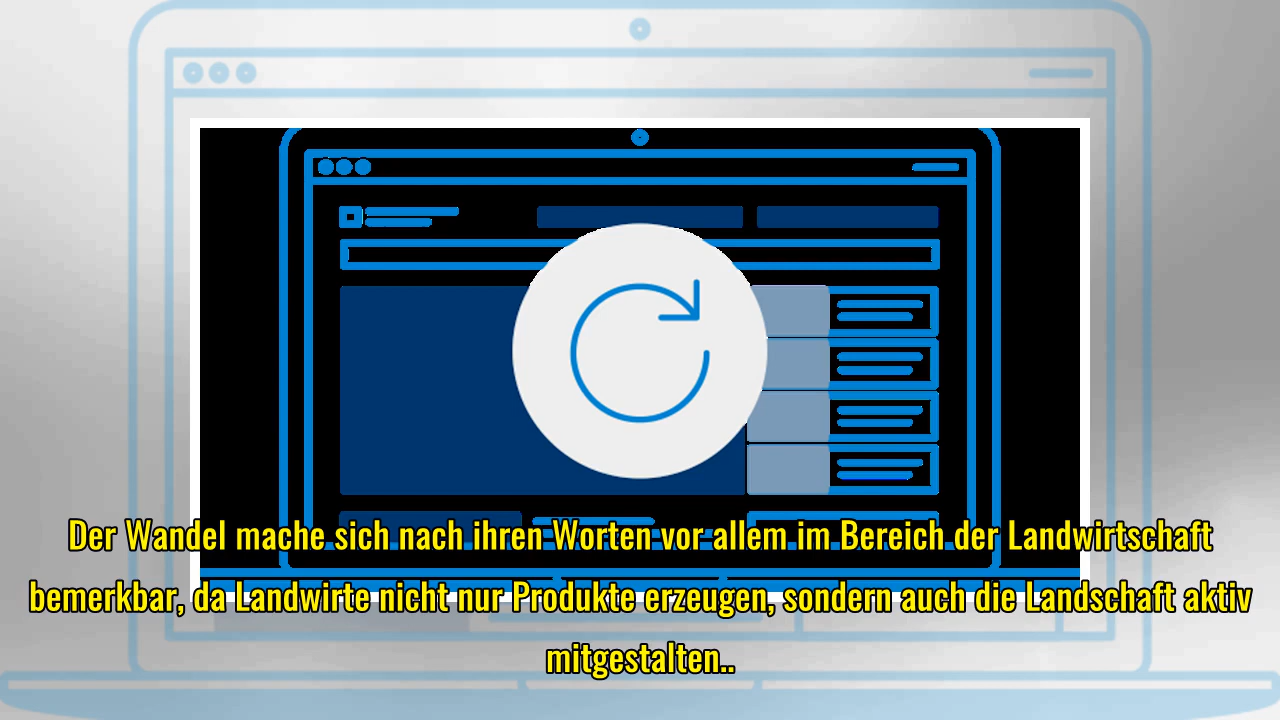 Der Wandel mache sich nach ihren Worten vor allem im Bereich der Landwirtschaft
bemerkbar, da Landwirte nicht nur Produkte erzeugen, sondern auch die Landschaft aktiv
mitgestalten..